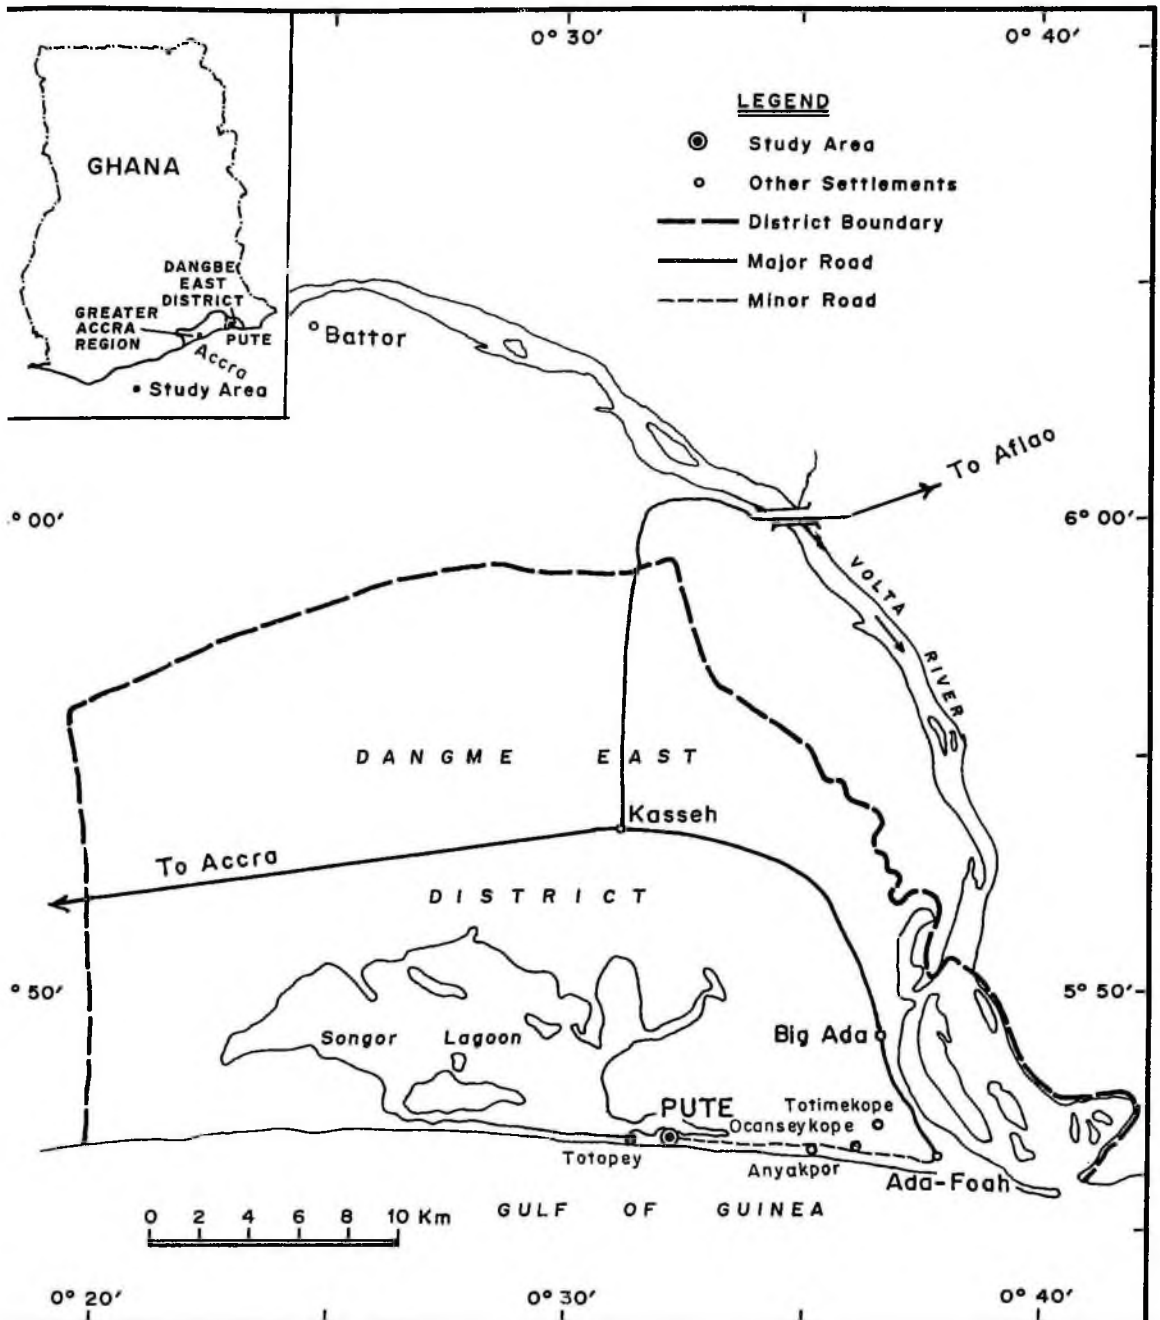 0° 30′
0° 40′
GHANA
DANGBE
EAST
DISTRICT
GREATER
ACCRA
REGION
PUTE
Accra
Study Area
LEGEND
Study Area
Other Settlements
District Boundary
Major Road
Minor Road
Battor
To Aflao
° 00′
6° 00′
VOLTA
RIVER
DANGME EAST
Kasseh
To Accra
DISTRICT
° 50′
5° 50′
Songor Lagoon
Big Ada
PUTE
Totimekope
Ocanseykope
Totopey
Anyakpor
Ada-Foah
0 2 4 6 8 10 Km
GULF OF GUINEA
0° 20′
0° 30′
0° 40′